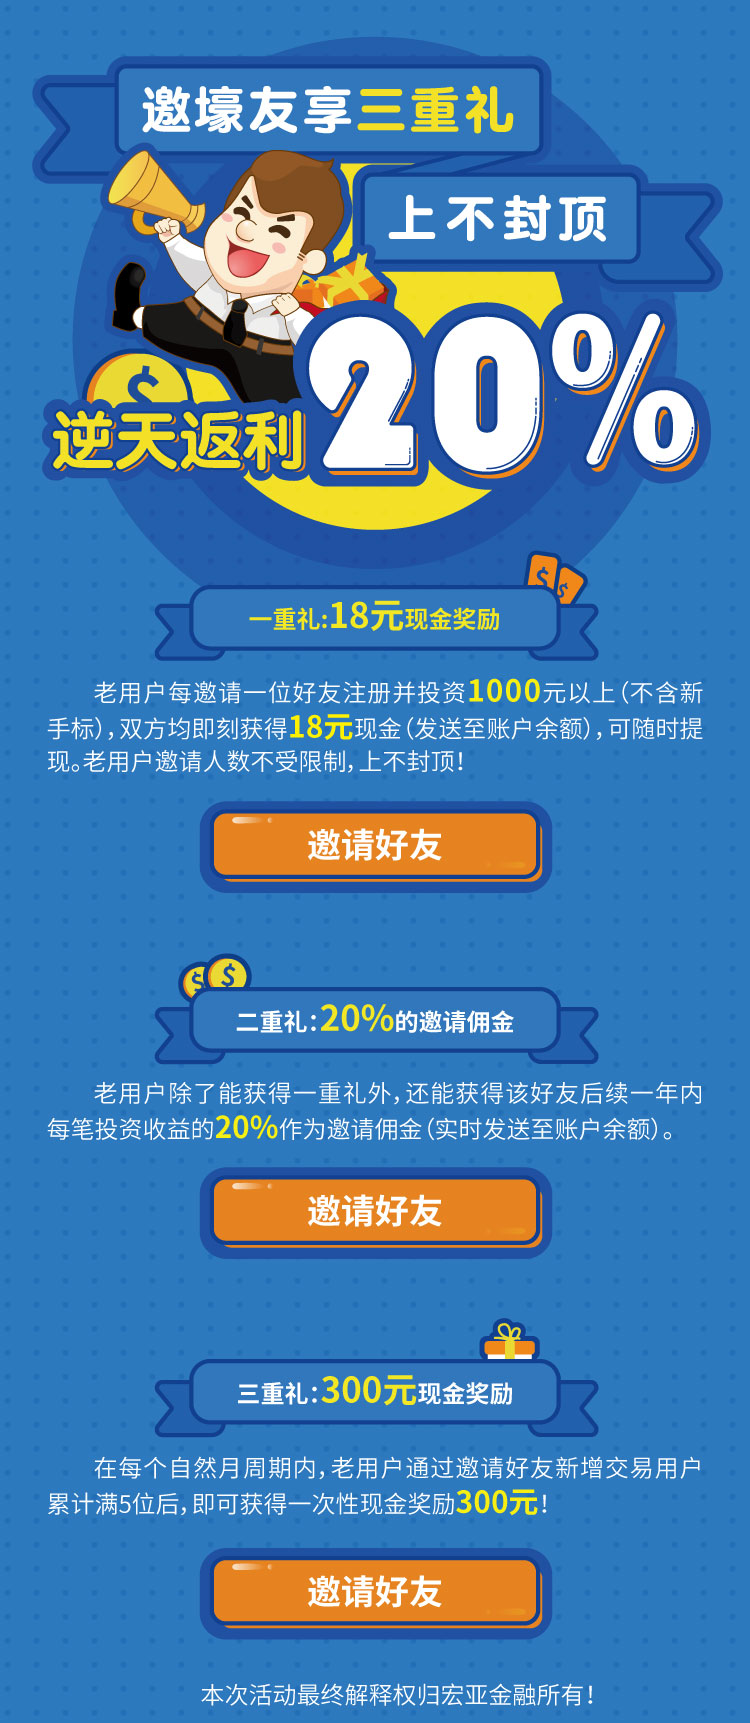 邀壕友享三重礼
上不封顶
$
逆天返利20%
$ $
一重礼:18元现金奖励
老用户每邀请一位好友注册并投资1000元以上(不含新
手标),双方均即刻获得18元现金(发送至账户余额),可随时提
现。老用户邀请人数不受限制,上不封顶!
邀请好友
$ $
二重礼:20%的邀请佣金
老用户除了能获得一重礼外,还能获得该好友后续一年内
每笔投资收益的20%作为邀请佣金(实时发送至账户余额)。
邀请好友
三重礼:300元现金奖励
在每个自然月周期内,老用户通过邀请好友新增交易用户
累计满5位后,即可获得一次性现金奖励300元!
邀请好友
本次活动最终解释权归宏亚金融所有!